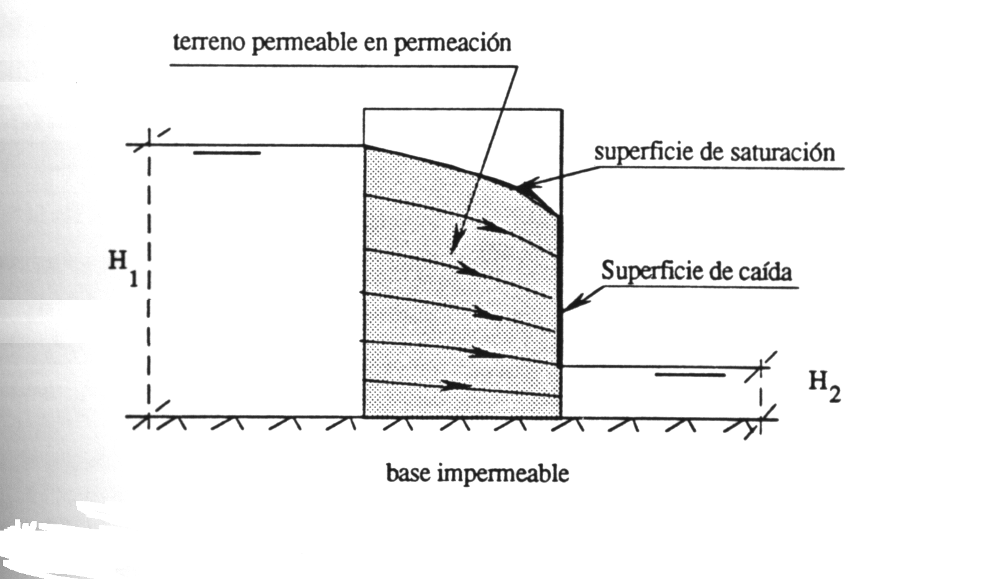 terreno permeable en permeación
superficie de saturación
H1
Superficie de caída
H2
base impermeable